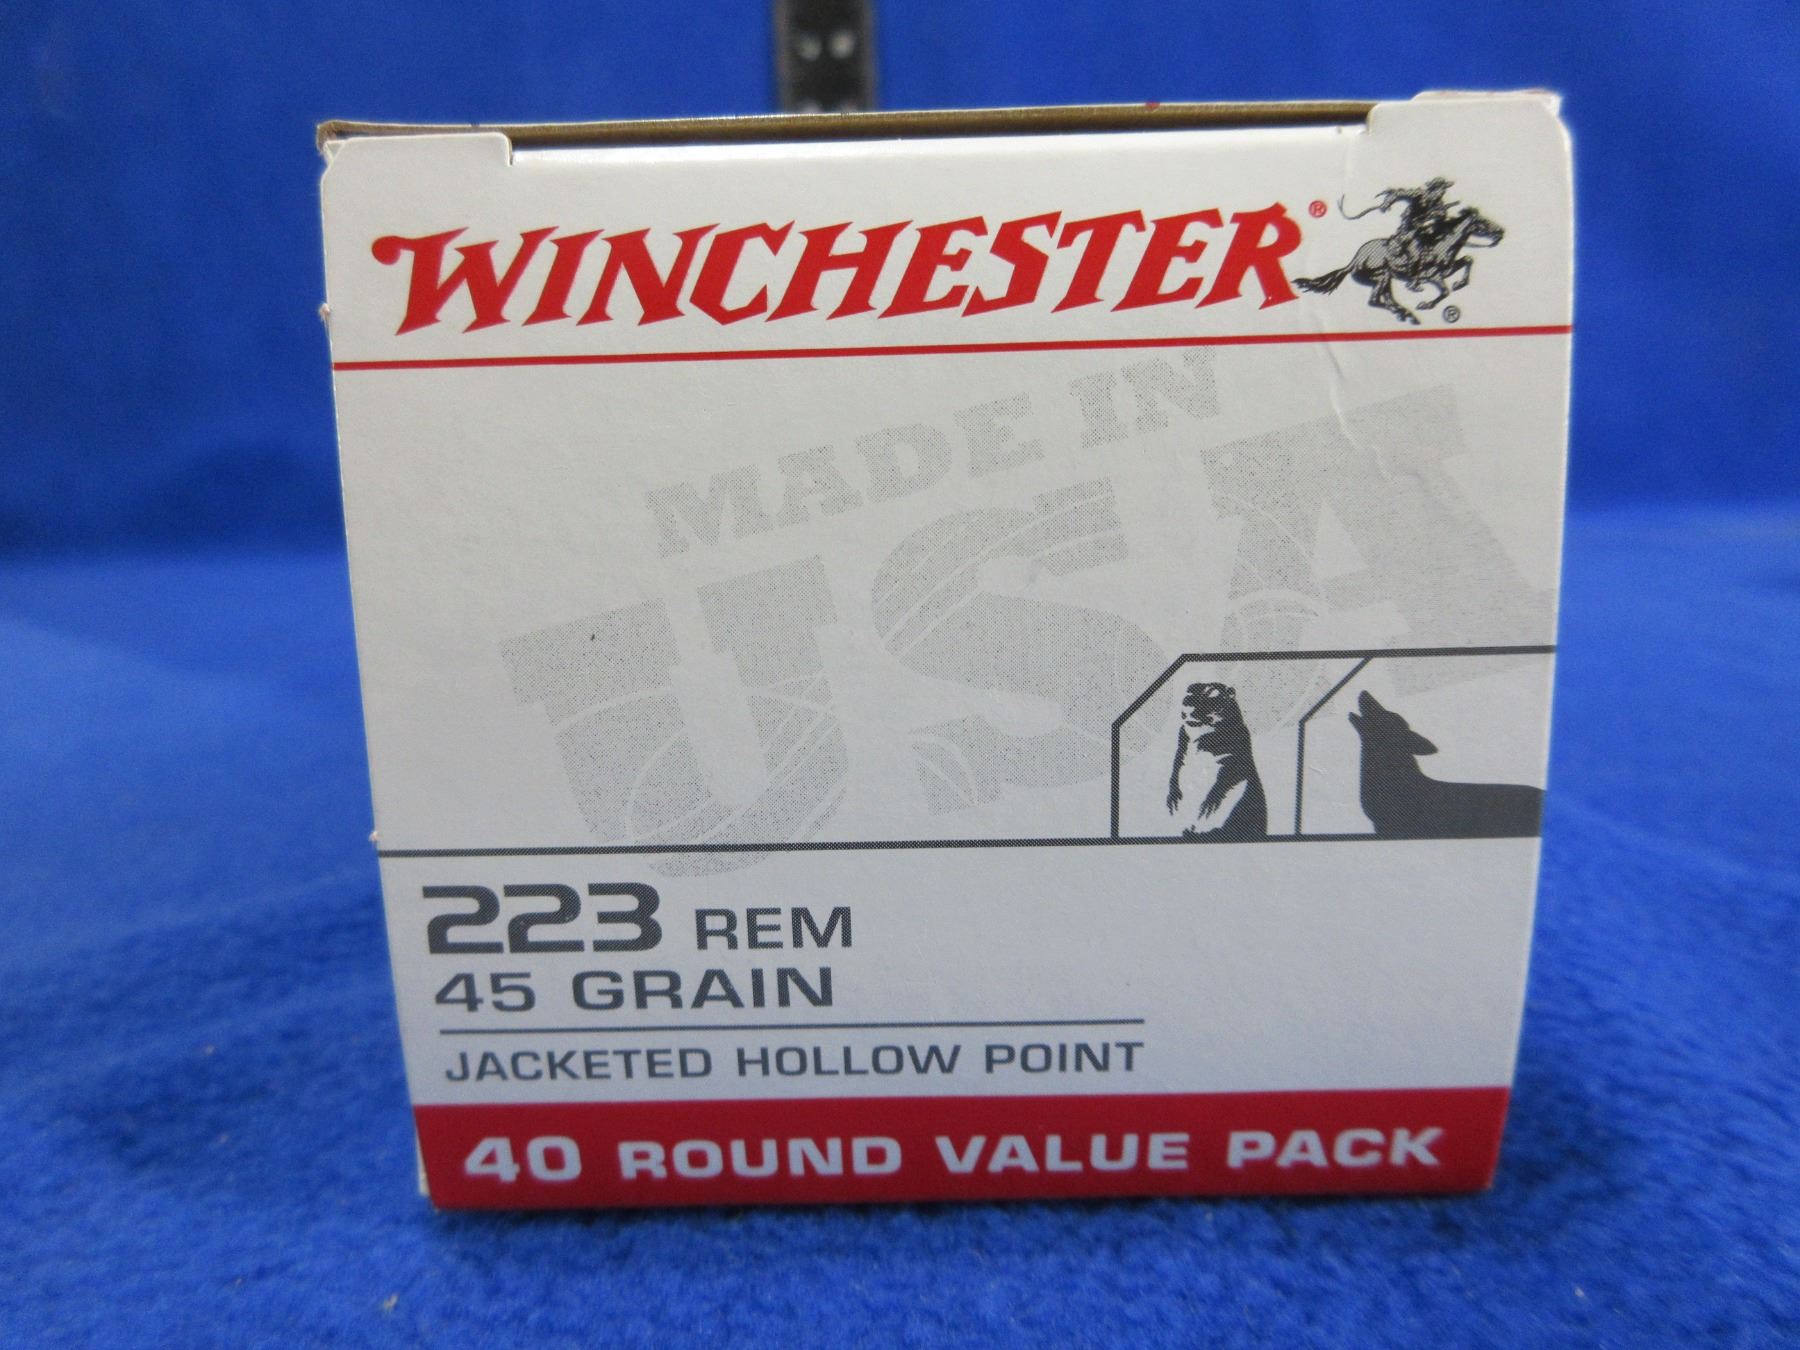 WINCHESTER®
®
MADE IN
USA
223 REM
45 GRAIN
JACKETED HOLLOW POINT
40 ROUND VALUE PACK